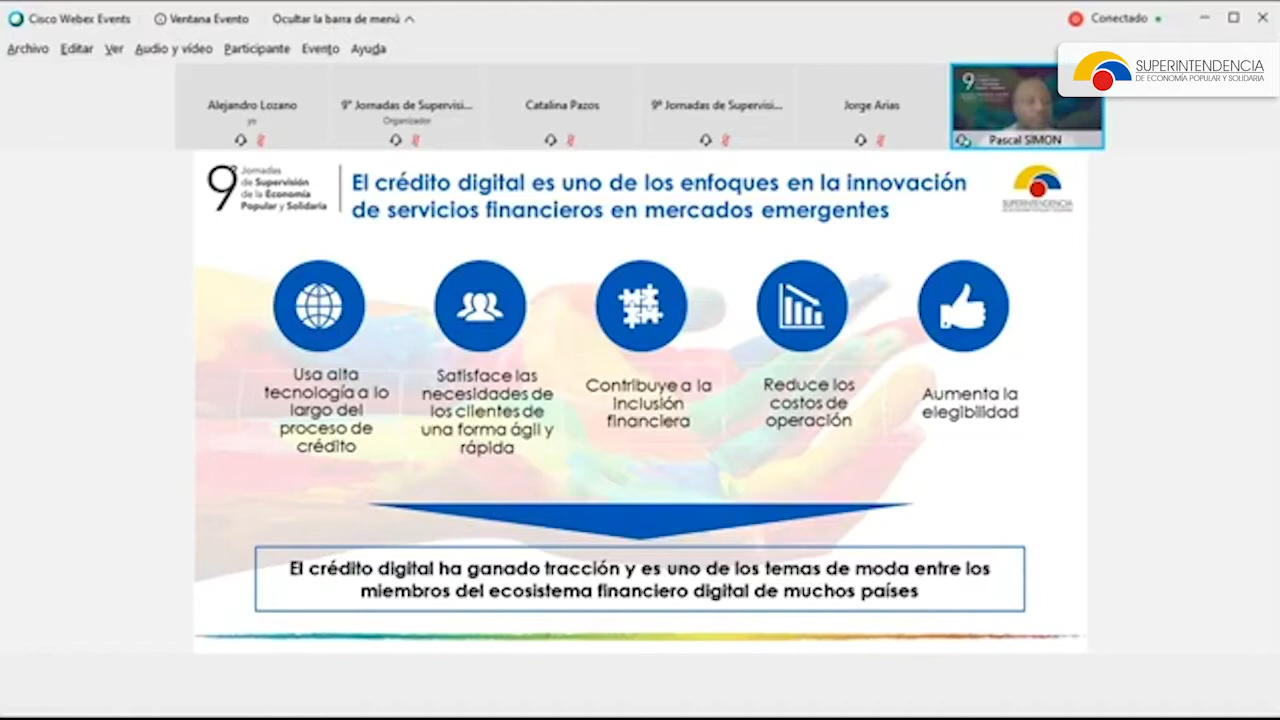 Cisco Webex Events
Ventana Evento
Ocultar la barra de menú
Conectado
Archivo Editar Ver Audio y vídeo Participante Evento Ayuda
SUPERINTENDENCIA
DE ECONOMÍA POPULAR Y SOLIDARIA
Alejandro Lozano
yo
9° Jornadas de Supervisi...
Organizador
Catalina Pazos
9º Jornadas de Supervisi...
Jorge Arias
9
Pascal SIMON
9º Jornadas
de Supervisión
de la Economía
Popular y Solidaria
El crédito digital es uno de los enfoques en la innovación
de servicios financieros en mercados emergentes
SUPERINTENDENCIA
Usa alta
tecnología a lo
largo del
proceso de
crédito
Satisface las
necesidades de
los clientes de
una forma ágil y
rápida
Contribuye a la
inclusión
financiera
Reduce los
costos de
operación
Aumenta la
elegibilidad
El crédito digital ha ganado tracción y es uno de los temas de moda entre los
miembros del ecosistema financiero digital de muchos países